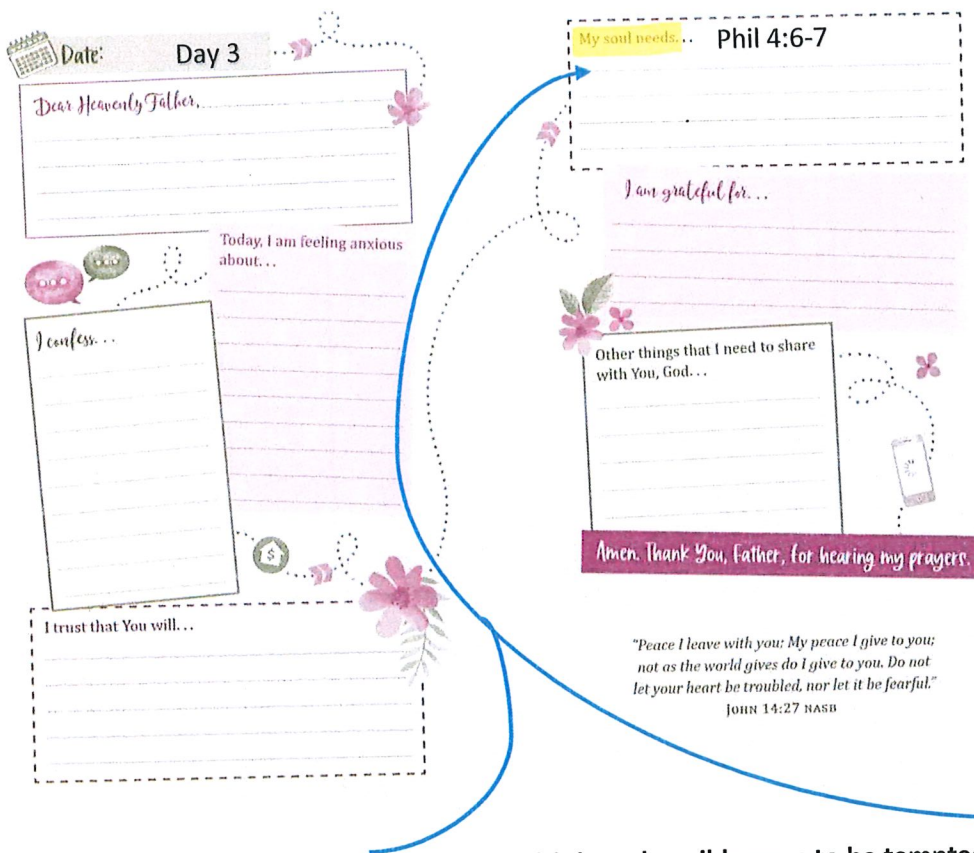 Date: Day 3
Dear Heavenly Father,
Today, I am feeling anxious
about...
I confess...
$
I trust that You will...
My soul needs... Phil 4:6-7
I am grateful for...
Other things that I need to share
with You, God...
Amen. Thank You, Father, for hearing my prayers.
"Peace I leave with you; My peace I give to you;
not as the world gives do I give to you. Do not
let your heart be troubled, nor let it be fearful."
JOHN 14:27 NASB